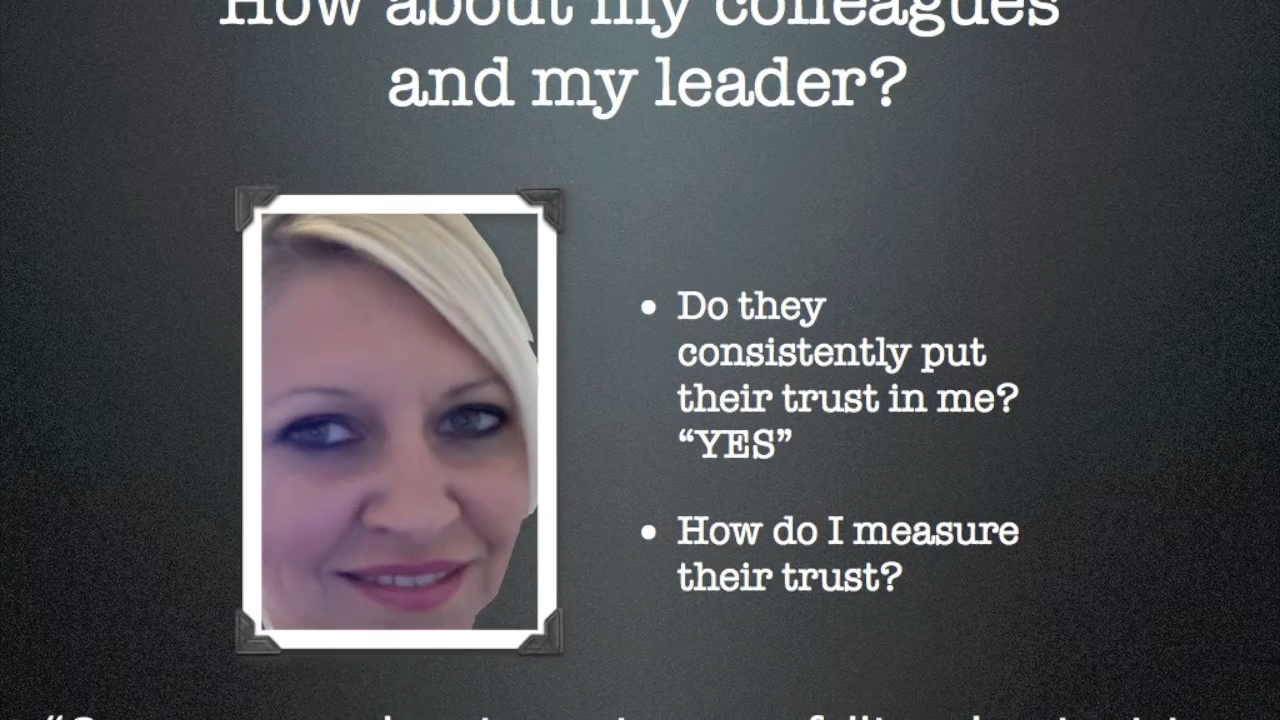 How about my colleagues
and my leader?
• Do they
consistently put
their trust in me?
“YES”
• How do I measure
their trust?